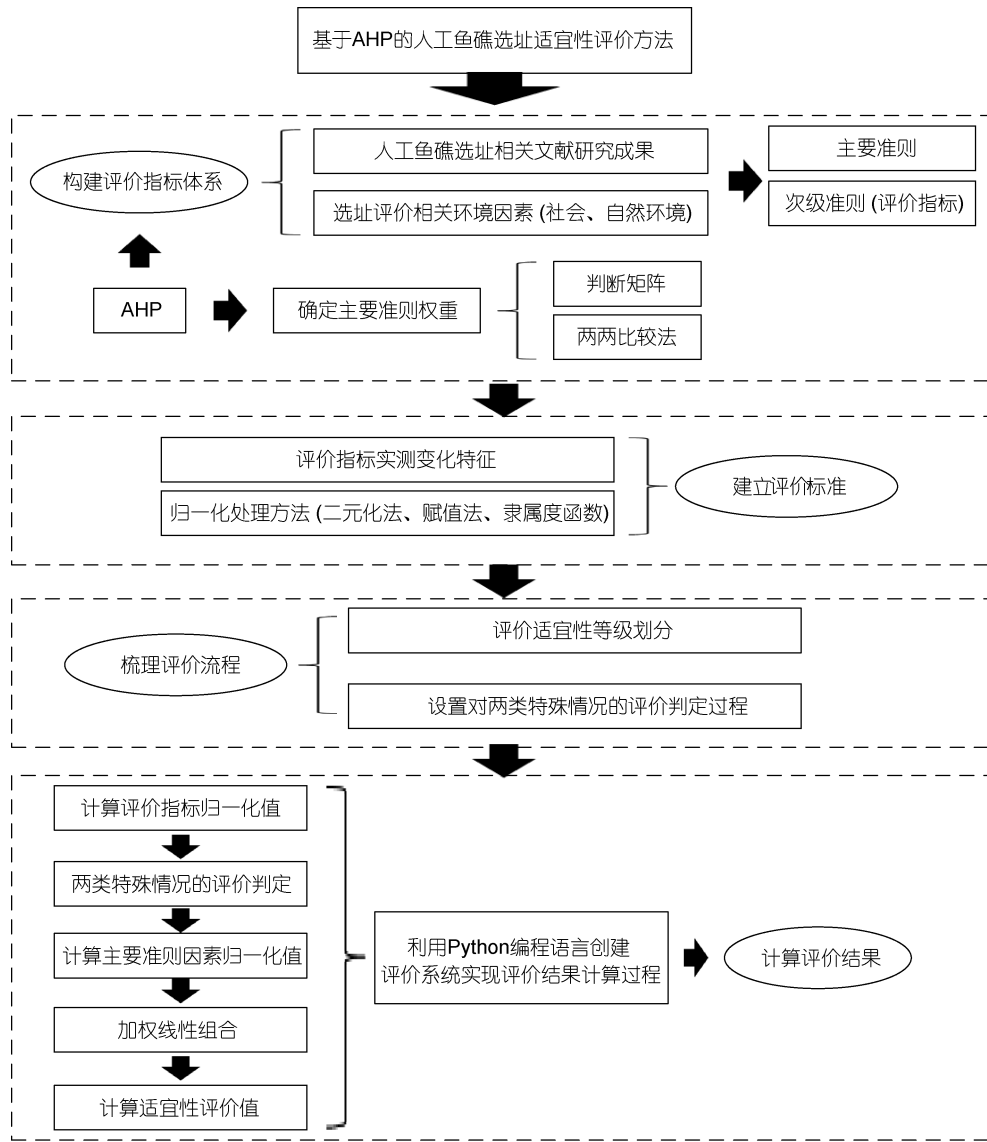 基于AHP的人工鱼礁选址适宜性评价方法
构建评价指标体系
人工鱼礁选址相关文献研究成果
选址评价相关环境因素 (社会、自然环境)
主要准则
次级准则 (评价指标)
AHP
确定主要准则权重
判断矩阵
两两比较法
评价指标实测变化特征
归一化处理方法 (二元化法、赋值法、隶属度函数)
建立评价标准
梳理评价流程
评价适宜性等级划分
设置对两类特殊情况的评价判定过程
计算评价指标归一化值
两类特殊情况的评价判定
计算主要准则因素归一化值
加权线性组合
计算适宜性评价值
利用Python编程语言创建
评价系统实现评价结果计算过程
计算评价结果